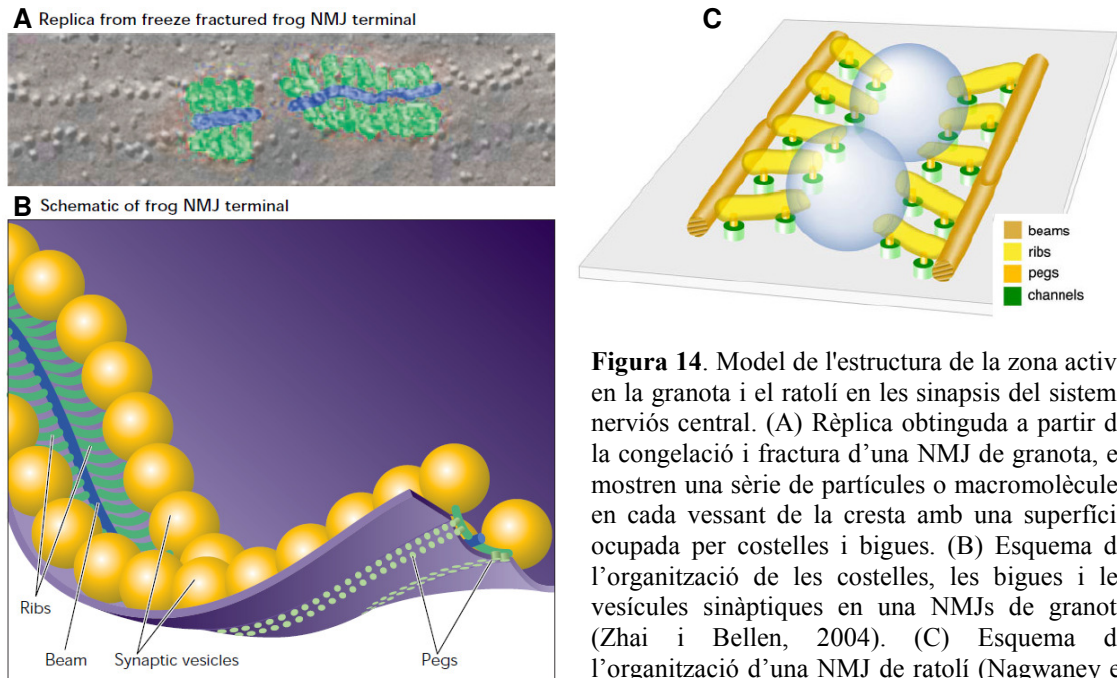 A Replica from freeze fractured frog NMJ terminal
B Schematic of frog NMJ terminal
Ribs
Beam
Synaptic vesicles
Pegs
C
beams
ribs
pegs
channels
Figura 14. Model de l'estructura de la zona activ
en la granota i el ratolí en les sinapsis del sistem
nerviós central. (A) Rèplica obtinguda a partir d
la congelació i fractura d'una NMJ de granota, e
mostren una sèrie de partícules o macromolècule
en cada vessant de la cresta amb una superfíci
ocupada per costelles i bigues. (B) Esquema d
l'organització de les costelles, les bigues i le
vesícules sinàptiques en una NMJs de granot
(Zhai i Bellen, 2004). (C) Esquema d
l'organització d'una NMJ de ratolí (Nagwaney e